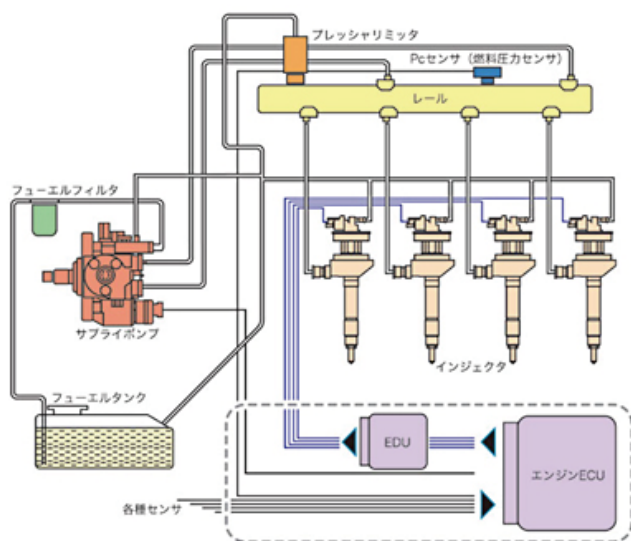 プレッシャリミッタ
Pcセンサ（燃料圧力センサ）
レール
フューエルフィルタ
サプライポンプ
インジェクタ
フューエルタンク
EDU
エンジンECU
各種センサ